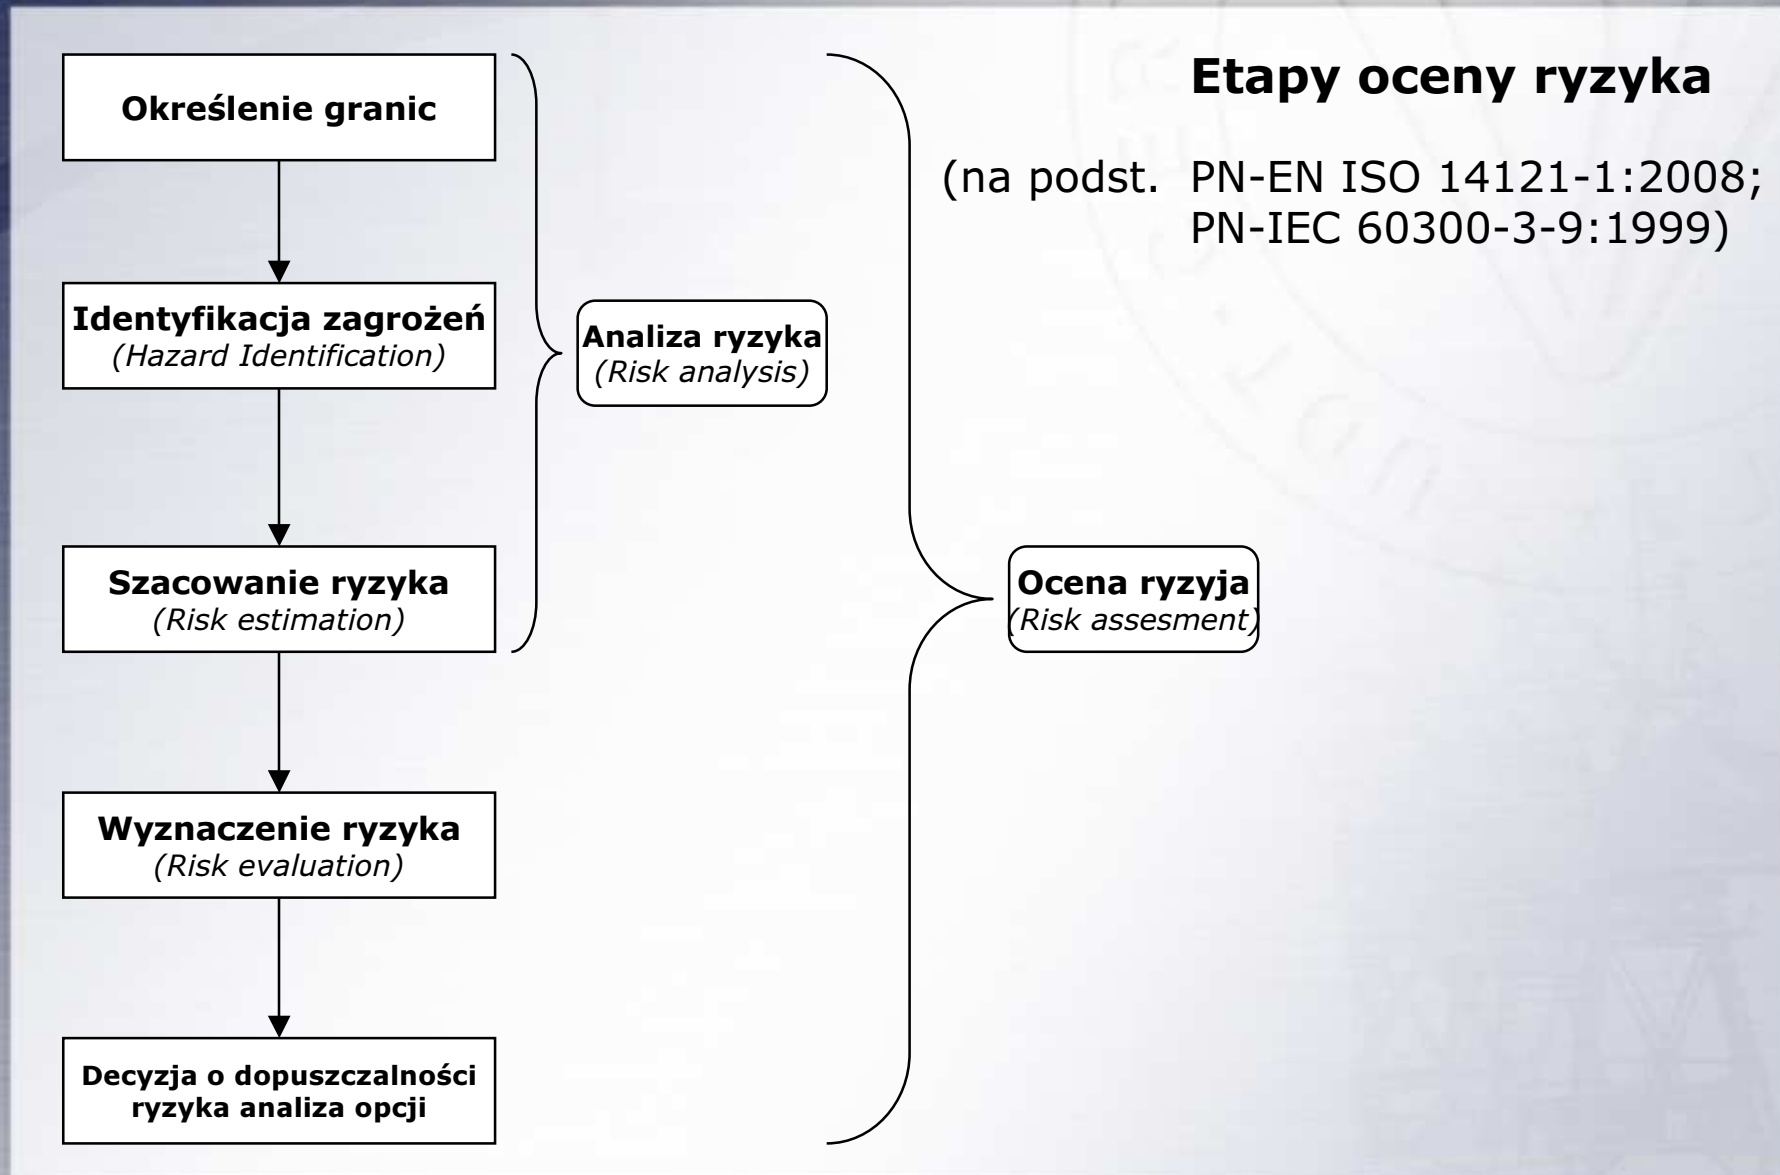 Etapy oceny ryzyka
(na podst. PN-EN ISO 14121-1:2008;
PN-IEC 60300-3-9:1999)
Określenie granic
Identyfikacja zagrożeń
(Hazard Identification)
Analiza ryzyka
(Risk analysis)
Szacowanie ryzyka
(Risk estimation)
Ocena ryzyja
(Risk assesment)
Wyznaczenie ryzyka
(Risk evaluation)
Decyzja o dopuszczalności
ryzyka analiza opcji